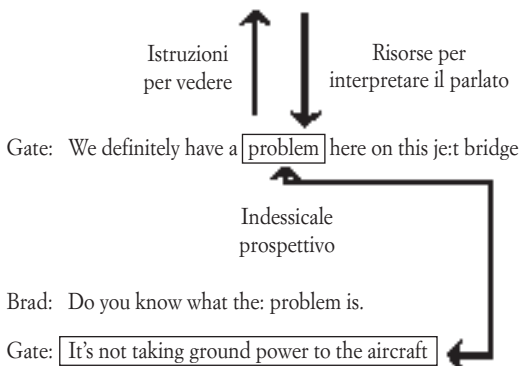 Istruzioni
per vedere
Risorse per
interpretare il parlato
Gate: We definitely have a problem here on this je:t bridge
Indessicale
prospettivo
Brad: Do you know what the: problem is.
Gate: It's not taking ground power to the aircraft